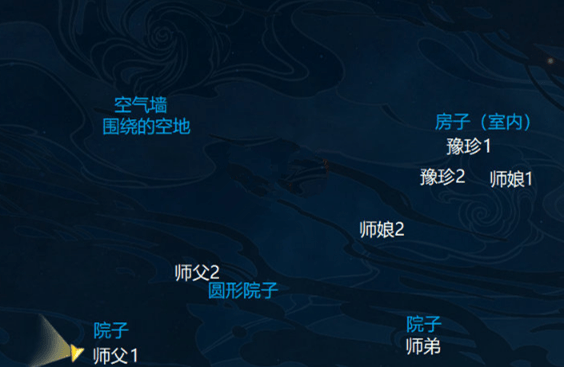 空气墙
围绕的空地
房子（室内）
豫珍1
豫珍2
师娘1
师娘2
师父2
圆形院子
院子
师父1
院子
师弟